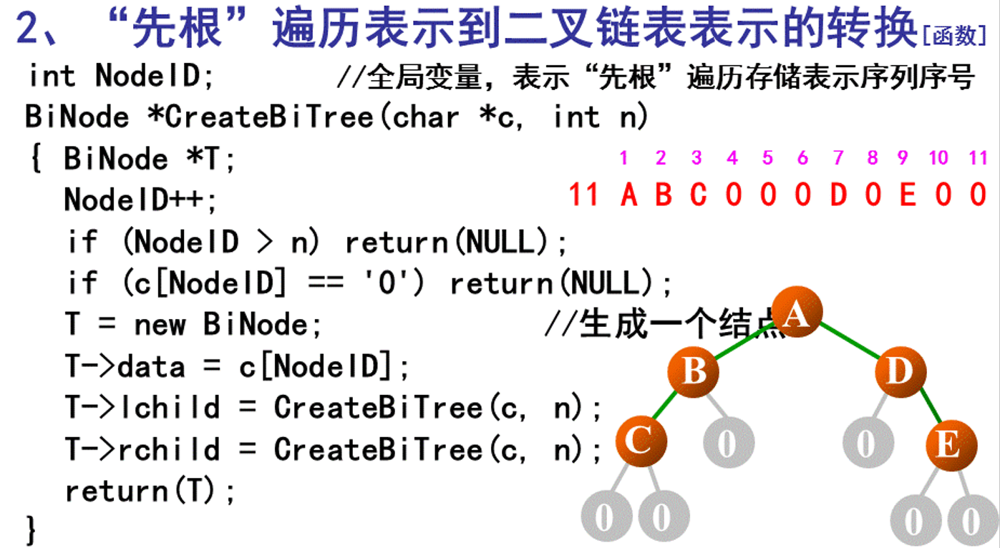 2、“先根”遍历表示到二叉链表表示的转换[函数]
int NodeID; //全局变量，表示“先根”遍历存储表示序列序号
BiNode *CreateBiTree(char *c, int n)
{ BiNode *T;
1 2 3 4 5 6 7 8 9 10 11
NodeID++;
11 A B C 0 0 0 D 0 E 0 0
if (NodeID > n) return(NULL);
if (c[NodeID] == '0') return(NULL);
T = new BiNode; //生成一个结点
T->data = c[NodeID];
T->lchild = CreateBiTree(c, n);
T->rchild = CreateBiTree(c, n);
return(T);
}
A
B D
C 0 0 E
0 0 0 0